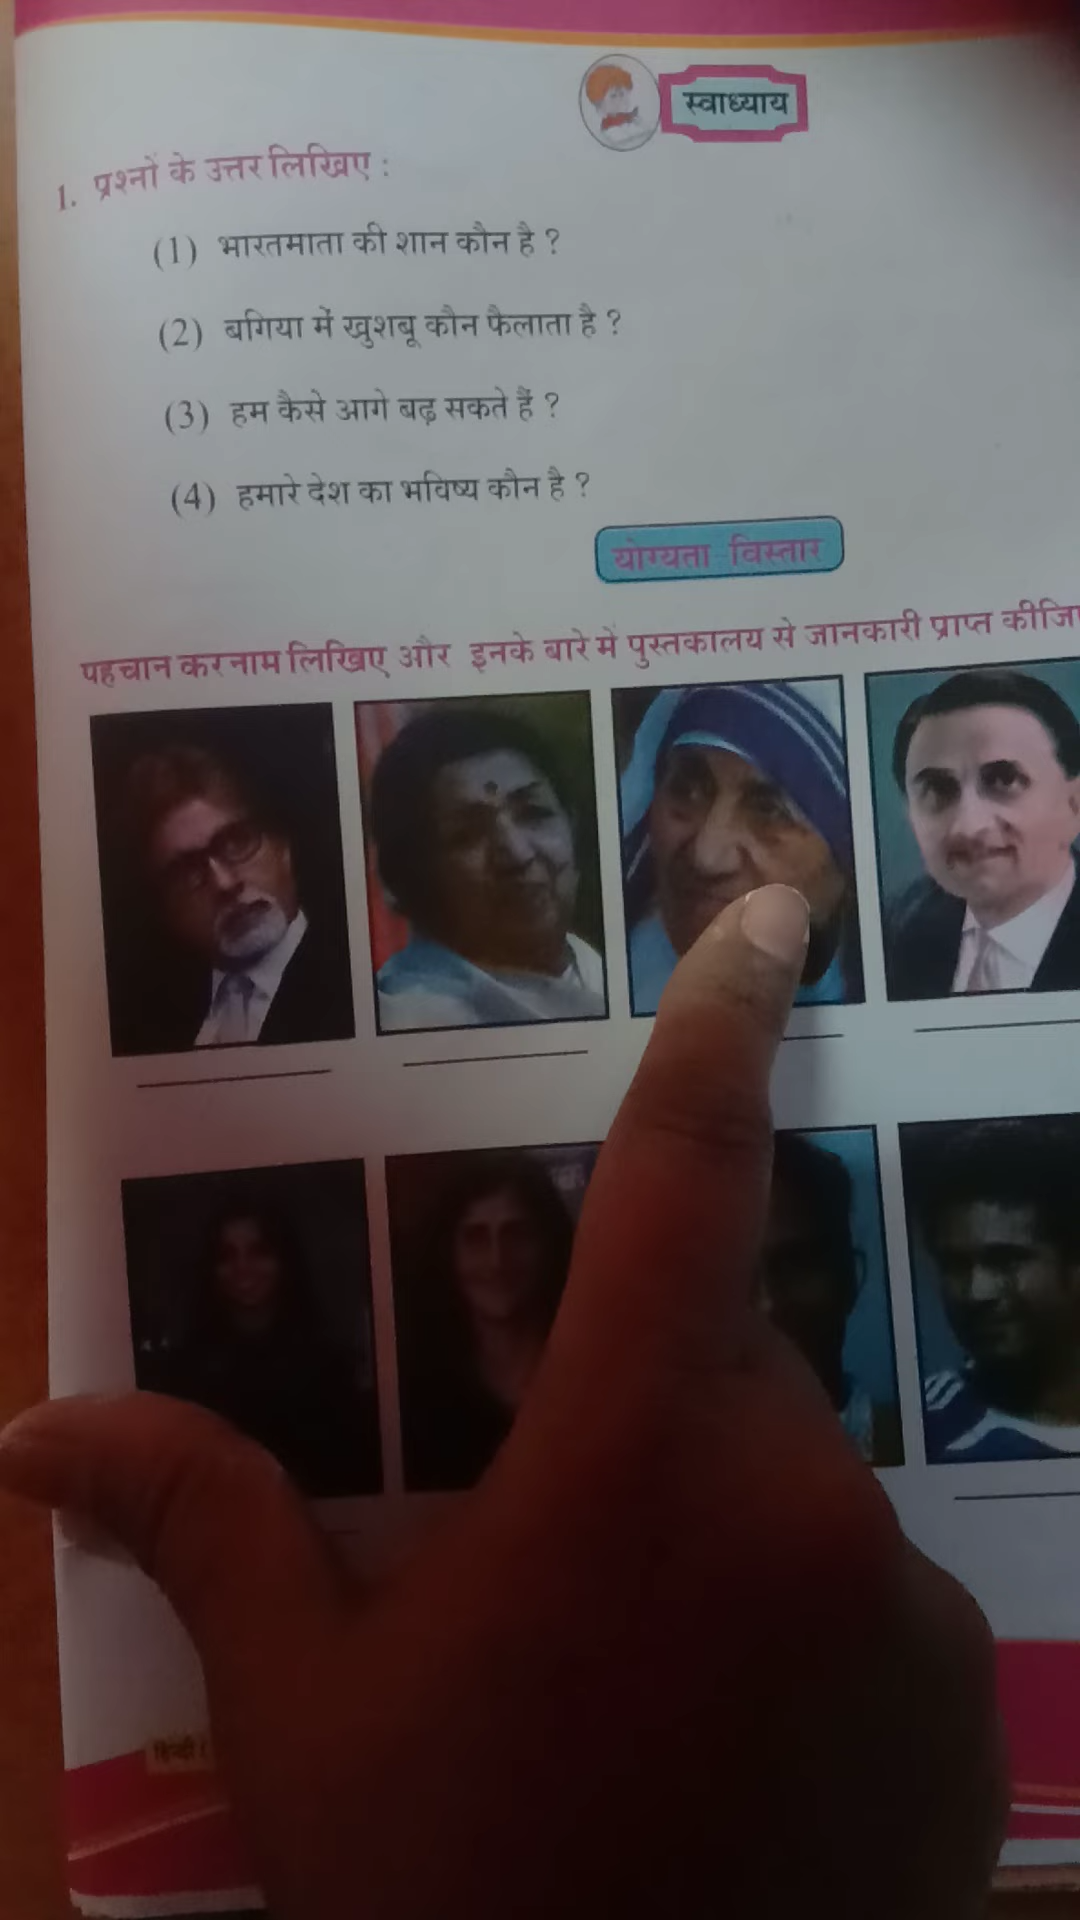 स्वाध्याय
1. प्रश्नों के उत्तर लिखिए :
(1) भारतमाता की शान कौन है ?
(2) बगिया में खुशबू कौन फैलाता है ?
(3) हम कैसे आगे बढ़ सकते हैं ?
(4) हमारे देश का भविष्य कौन है ?
योग्यता विस्तार
पहचान कर नाम लिखिए और इनके बारे में पुस्तकालय से जानकारी प्राप्त
हिन्दी